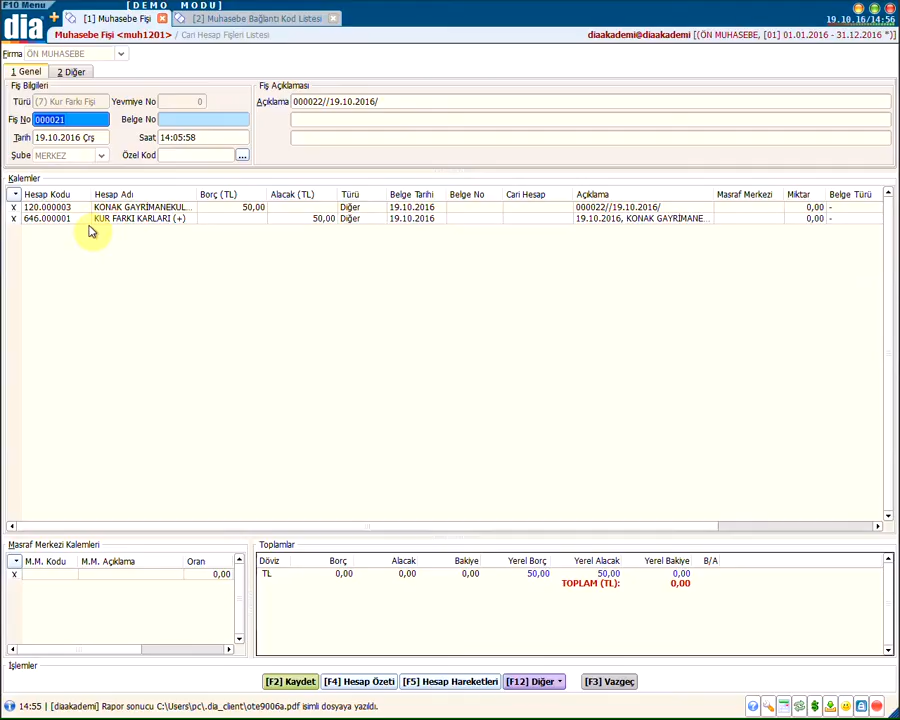 F10 Menu
[DEMO MODU]
dia
[1] Muhasebe Fişi
[2] Muhasebe Bağlantı Kod Listesi
19.10.16/14:56
Muhasebe Fişi <muh1201> / Cari Hesap Fişleri Listesi
diaakademi@diaakademi [(ÖN MUHASEBE, [01] 01.01.2016 - 31.12.2016 *)]
Firma ÖN MUHASEBE
1 Genel 2 Diğer
Fiş Bilgileri
Fiş Açıklaması
Türü (7) Kur Farkı Fişi Yevmiye No 0
Açıklama 000022//19.10.2016/
Fiş No 000021 Belge No
Tarih 19.10.2016 Çrş Saat 14:05:58
Şube MERKEZ Özel Kod ...
Kalemler
Hesap Kodu Hesap Adı Borç (TL) Alacak (TL) Türü Belge Tarihi Belge No Cari Hesap Açıklama Masraf Merkezi Miktar Belge Türü
X 120.000003 KONAK GAYRİMANEKUL... 50,00 Diğer 19.10.2016 000022//19.10.2016/ 0,00 -
X 646.000001 KUR FARKI KARLARI (+) 50,00 Diğer 19.10.2016 19.10.2016, KONAK GAYRİMANE... 0,00 -
Masraf Merkezi Kalemleri
M.M. Kodu M.M. Açıklama Oran
X 0,00
Toplamlar
Döviz Borç Alacak Bakiye Yerel Borç Yerel Alacak Yerel Bakiye B/A
TL 0,00 0,00 0,00 50,00 50,00 0,00
TOPLAM (TL): 0,00
İşlemler
[F2] Kaydet [F4] Hesap Özeti [F5] Hesap Hareketleri [F12] Diğer [F3] Vazgeç
14:55 [diaakademi] Rapor sonucu C:\Users\pc\.dia_client\ote9006a.pdf isimli dosyaya yazıldı.